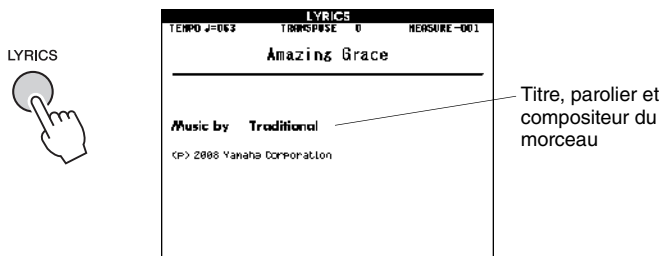 LYRICS
LYRICS
TEMPO ♩=063 TRANSPOSE 0 MEASURE-001
Amazing Grace
Music by Traditional
(P) 2008 Yamaha Corporation
Titre, parolier et
compositeur du
morceau